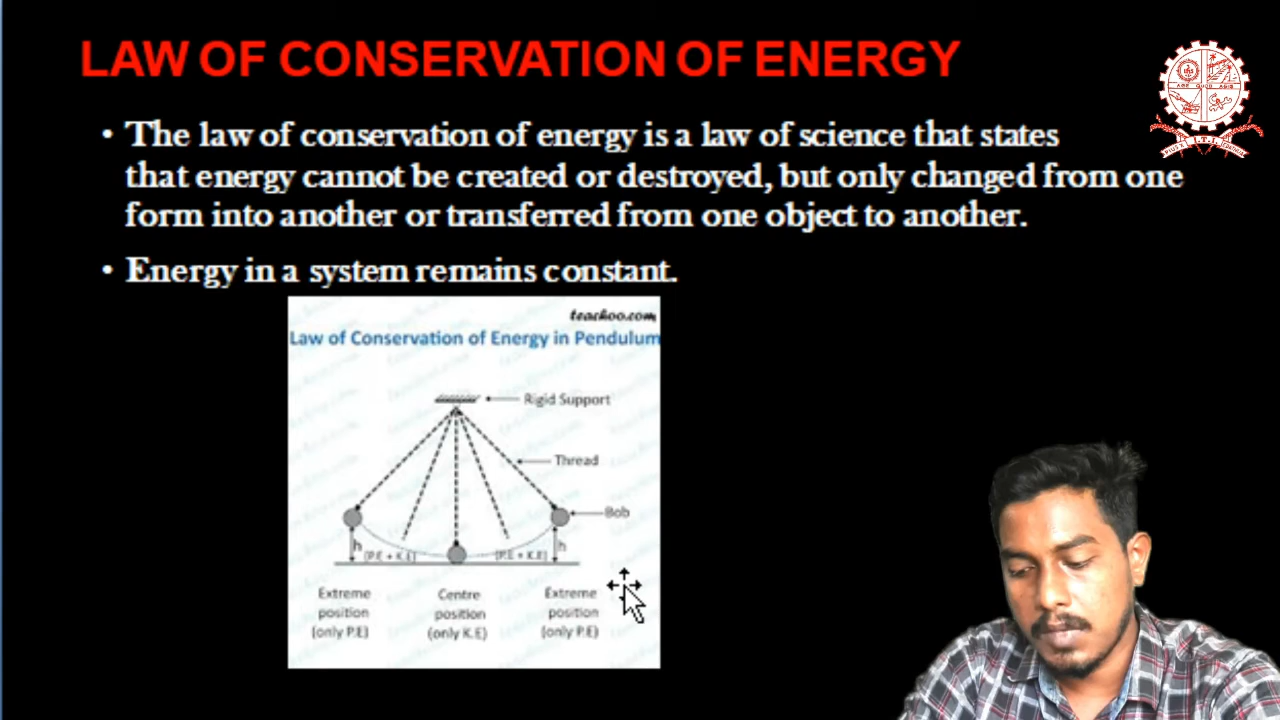 LAW OF CONSERVATION OF ENERGY
• The law of conservation of energy is a law of science that states
that energy cannot be created or destroyed, but only changed from one
form into another or transferred from one object to another.
• Energy in a system remains constant.
teachoo.com
Law of Conservation of Energy in Pendulum
Rigid Support
Thread
Bob
h
(P.E + K.E)
(P.E + K.E)
h
Extreme
position
(only P.E)
Centre
position
(only K.E)
Extreme
position
(only P.E)
AGE QUOD AGIS
I.T.I.